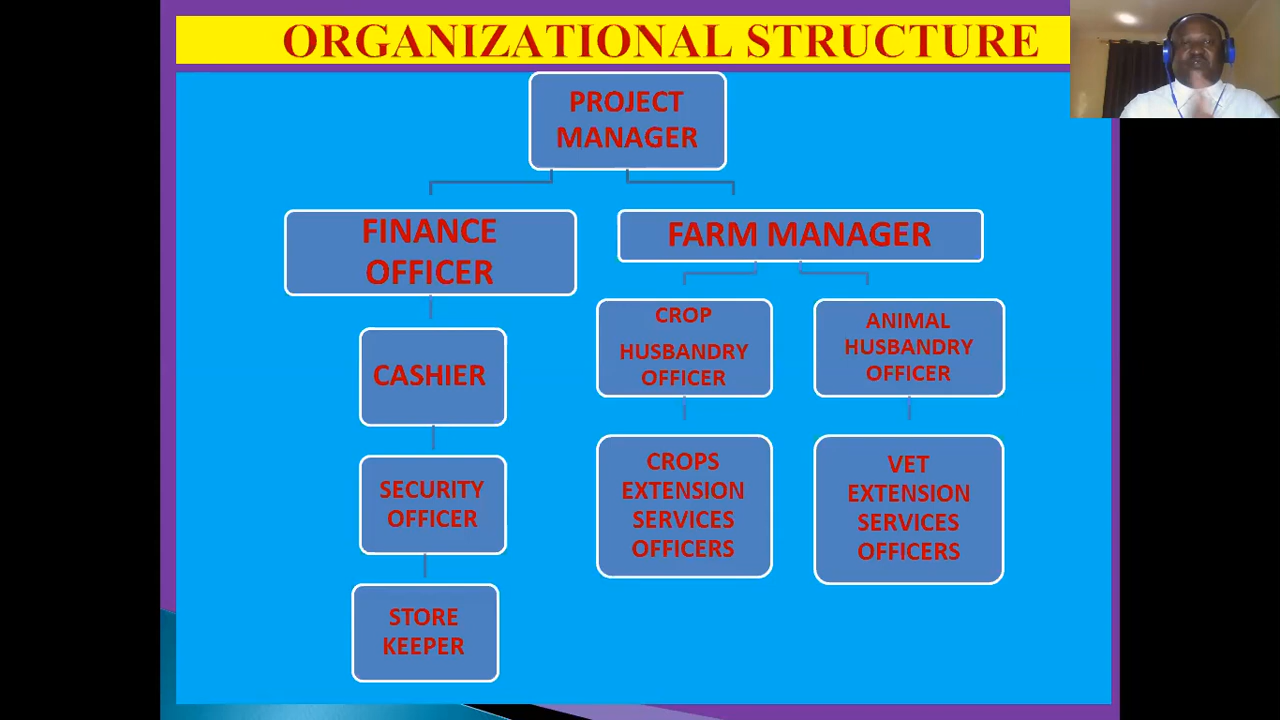 ORGANIZATIONAL STRUCTURE
PROJECT
MANAGER
FINANCE
OFFICER
FARM MANAGER
CASHIER
CROP
HUSBANDRY
OFFICER
ANIMAL
HUSBANDRY
OFFICER
SECURITY
OFFICER
CROPS
EXTENSION
SERVICES
OFFICERS
VET
EXTENSION
SERVICES
OFFICERS
STORE
KEEPER